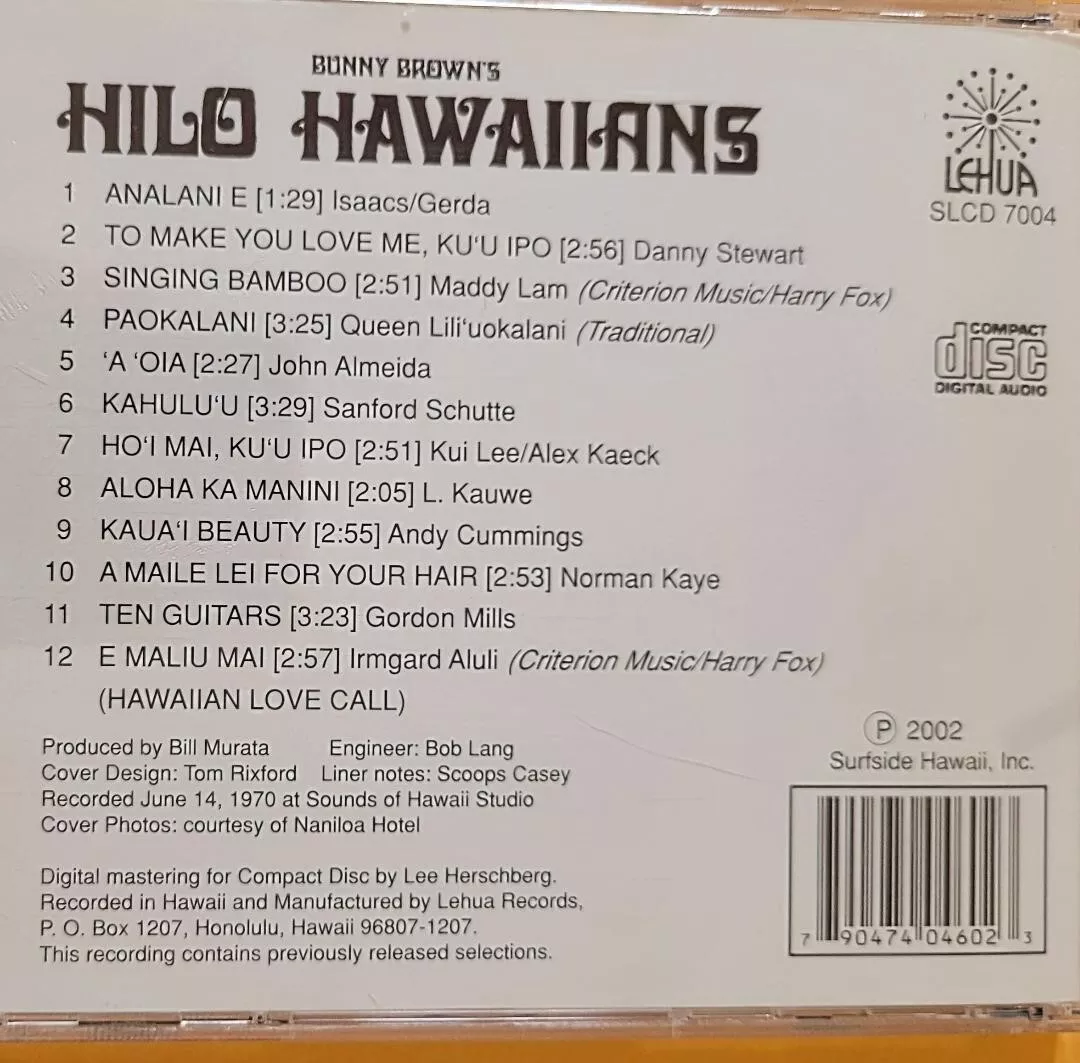 BUNNY BROWN'S
HILO HAWAIIANS
LEHUA
SLCD 7004
1 ANALANI E [1:29] Isaacs/Gerda
2 TO MAKE YOU LOVE ME, KU‘U IPO [2:56] Danny Stewart
3 SINGING BAMBOO [2:51] Maddy Lam (Criterion Music/Harry Fox)
4 PAOKALANI [3:25] Queen Lili‘uokalani (Traditional)
COMPACT
disc
DIGITAL AUDIO
5 ‘A ‘OIA [2:27] John Almeida
6 KAHULU‘U [3:29] Sanford Schutte
7 HO‘I MAI, KU‘U IPO [2:51] Kui Lee/Alex Kaeck
8 ALOHA KA MANINI [2:05] L. Kauwe
9 KAUA‘I BEAUTY [2:55] Andy Cummings
10 A MAILE LEI FOR YOUR HAIR [2:53] Norman Kaye
11 TEN GUITARS [3:23] Gordon Mills
12 E MALIU MAI [2:57] Irmgard Aluli (Criterion Music/Harry Fox)
(HAWAIIAN LOVE CALL)
Produced by Bill Murata Engineer: Bob Lang
Cover Design: Tom Rixford Liner notes: Scoops Casey
Recorded June 14, 1970 at Sounds of Hawaii Studio
Cover Photos: courtesy of Naniloa Hotel
Ⓟ 2002
Surfside Hawaii, Inc.
Digital mastering for Compact Disc by Lee Herschberg.
Recorded in Hawaii and Manufactured by Lehua Records,
P. O. Box 1207, Honolulu, Hawaii 96807-1207.
This recording contains previously released selections.
7 90474 04602 3